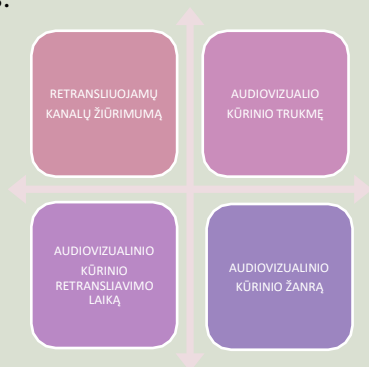 RETRANSLIUOJAMŲ
KANALŲ ŽIŪRIMUMĄ
AUDIOVIZUALIO
KŪRINIO TRUKMĘ
AUDIOVIZUALINIO
KŪRINIO
RETRANSLIAVIMO
LAIKĄ
AUDIOVIZUALINIO
KŪRINIO ŽANRĄ